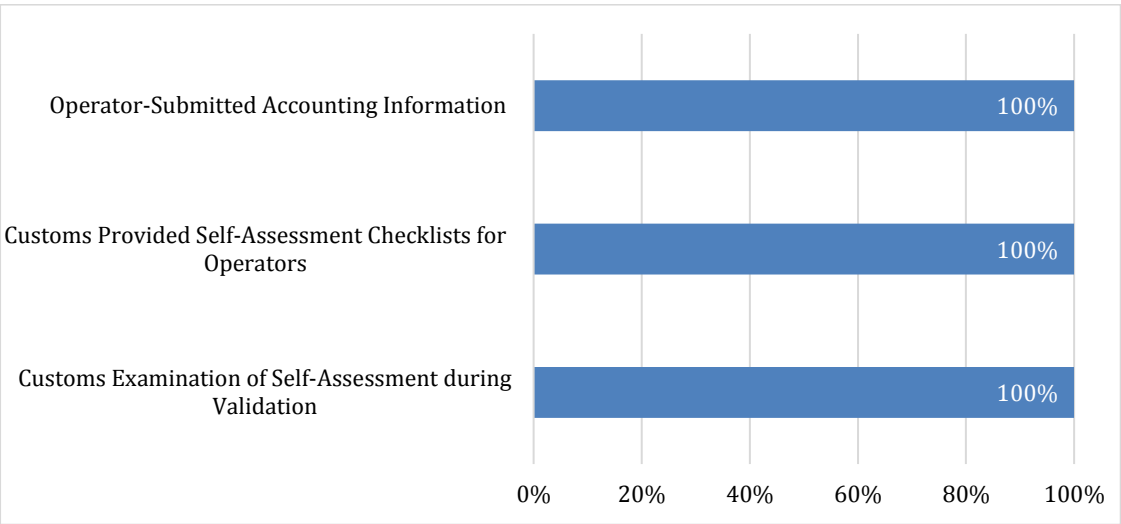 Operator-Submitted Accounting Information
100%
Customs Provided Self-Assessment Checklists for
Operators
100%
Customs Examination of Self-Assessment during
Validation
100%
0% 20% 40% 60% 80% 100%